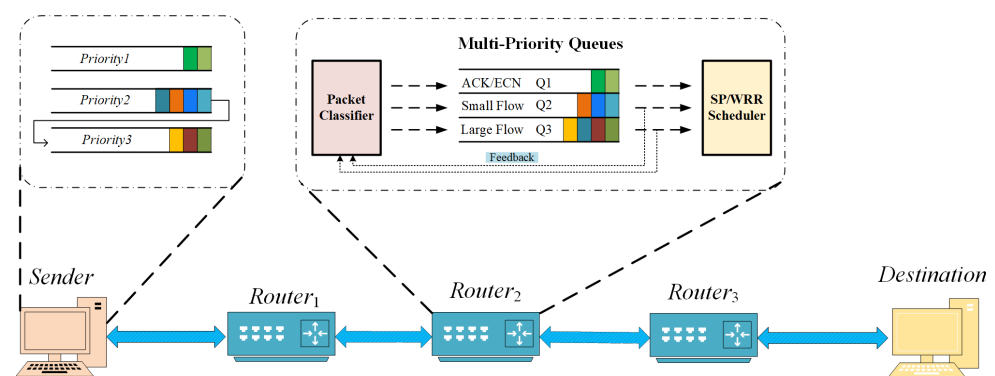 Priority1
Priority2
Priority3
Multi-Priority Queues
Packet
Classifier
ACK/ECN Q1
Small Flow Q2
Large Flow Q3
SP/WRR
Scheduler
Feedback
Sender
Router1
Router2
Router3
Destination